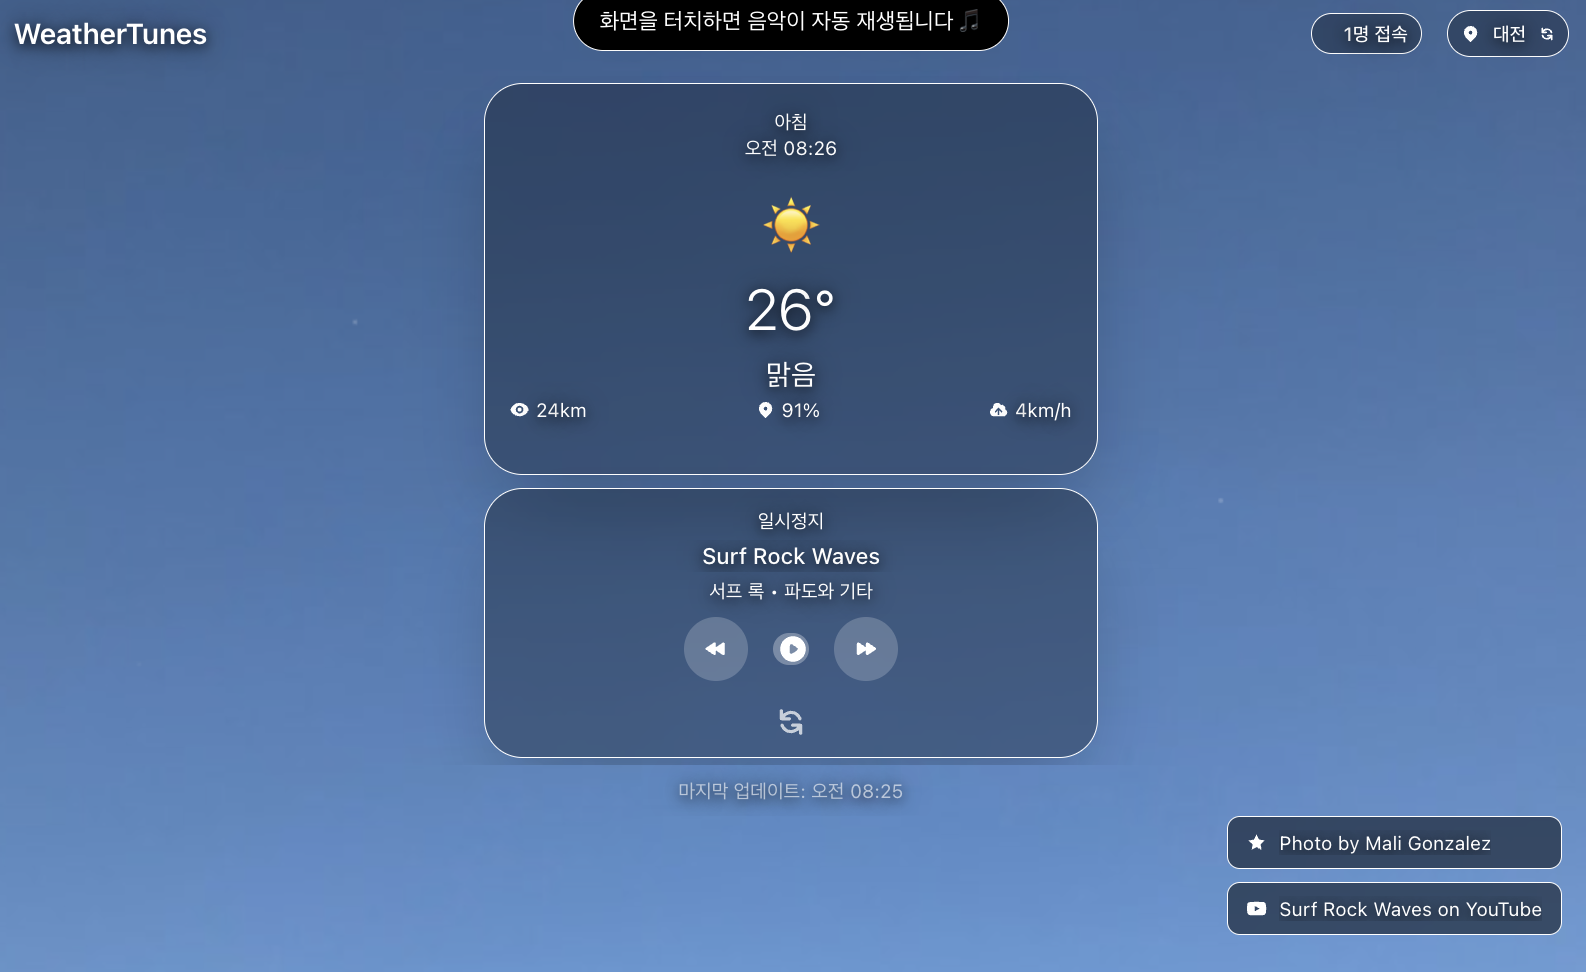 WeatherTunes
화면을 터치하면 음악이 자동 재생됩니다🎵
1명 접속
대전
아침
오전 08:26
26°
맑음
24km
91%
4km/h
일시정지
Surf Rock Waves
서프 록 • 파도와 기타
마지막 업데이트: 오전 08:25
Photo by Mali Gonzalez
Surf Rock Waves on YouTube